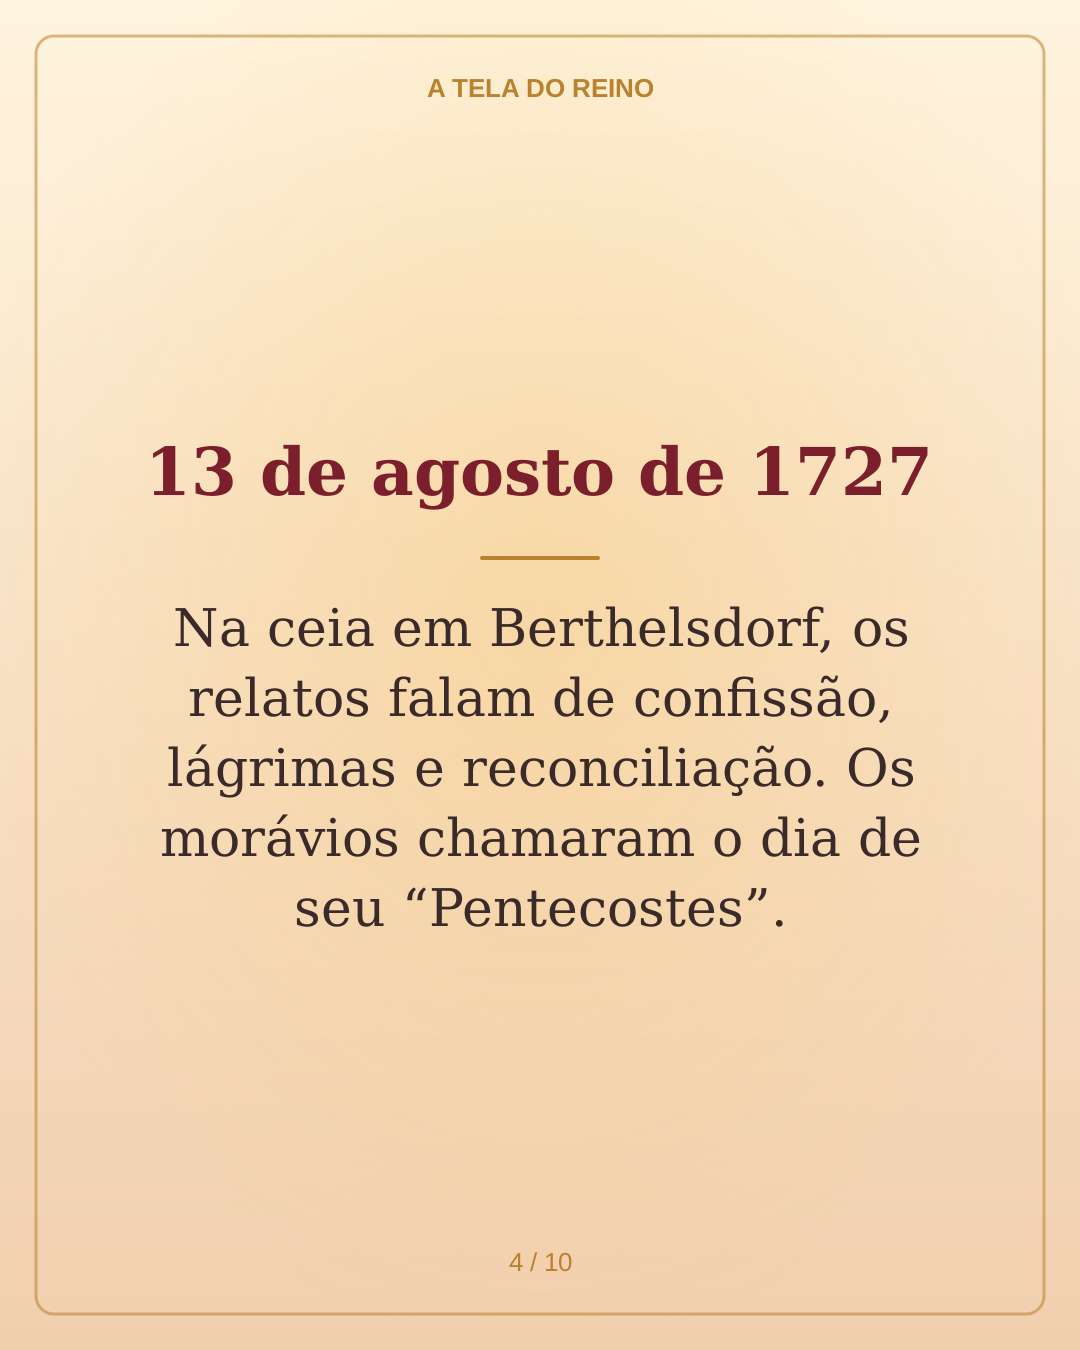 A TELA DO REINO
13 de agosto de 1727
Na ceia em Berthelsdorf, os
relatos falam de confissão,
lágrimas e reconciliação. Os
morávios chamaram o dia de
seu “Pentecostes”.
4 / 10